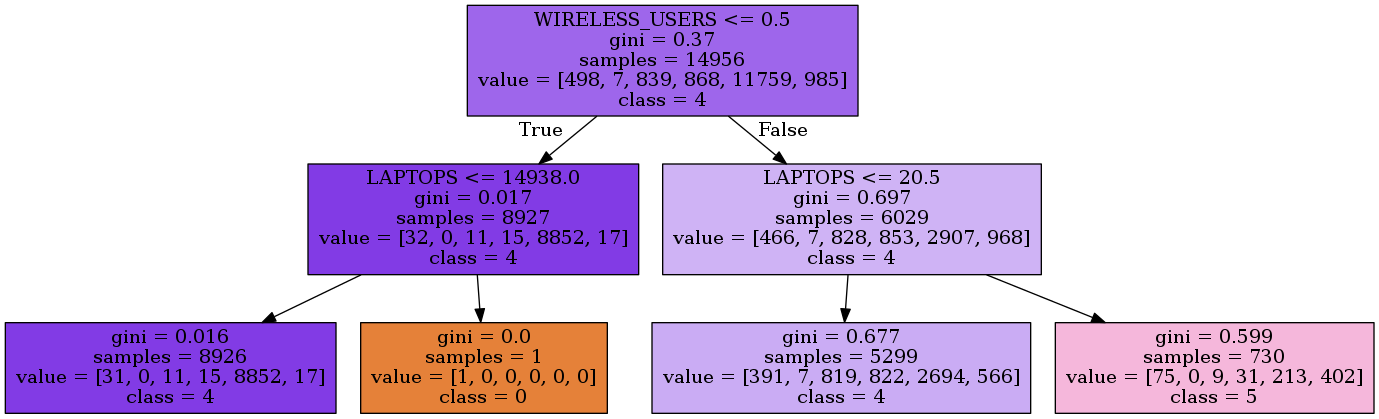 WIRELESS_USERS <= 0.5
gini = 0.37
samples = 14956
value = [498, 7, 839, 868, 11759, 985]
class = 4
True
False
LAPTOPS <= 14938.0
gini = 0.017
samples = 8927
value = [32, 0, 11, 15, 8852, 17]
class = 4
LAPTOPS <= 20.5
gini = 0.697
samples = 6029
value = [466, 7, 828, 853, 2907, 968]
class = 4
gini = 0.016
samples = 8926
value = [31, 0, 11, 15, 8852, 17]
class = 4
gini = 0.0
samples = 1
value = [1, 0, 0, 0, 0, 0]
class = 0
gini = 0.677
samples = 5299
value = [391, 7, 819, 822, 2694, 566]
class = 4
gini = 0.599
samples = 730
value = [75, 0, 9, 31, 213, 402]
class = 5